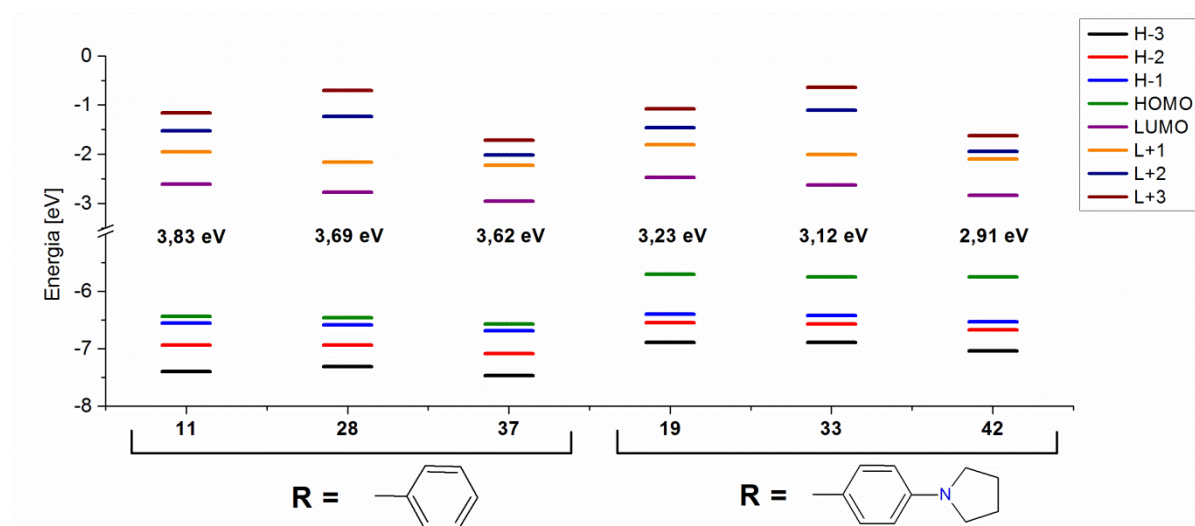 H-3
H-2
H-1
HOMO
LUMO
L+1
L+2
L+3
Energia [eV]
0
-1
-2
-3
-6
-7
-8
3,83 eV 3,69 eV 3,62 eV 3,23 eV 3,12 eV 2,91 eV
11 28 37 19 33 42
R = R = N